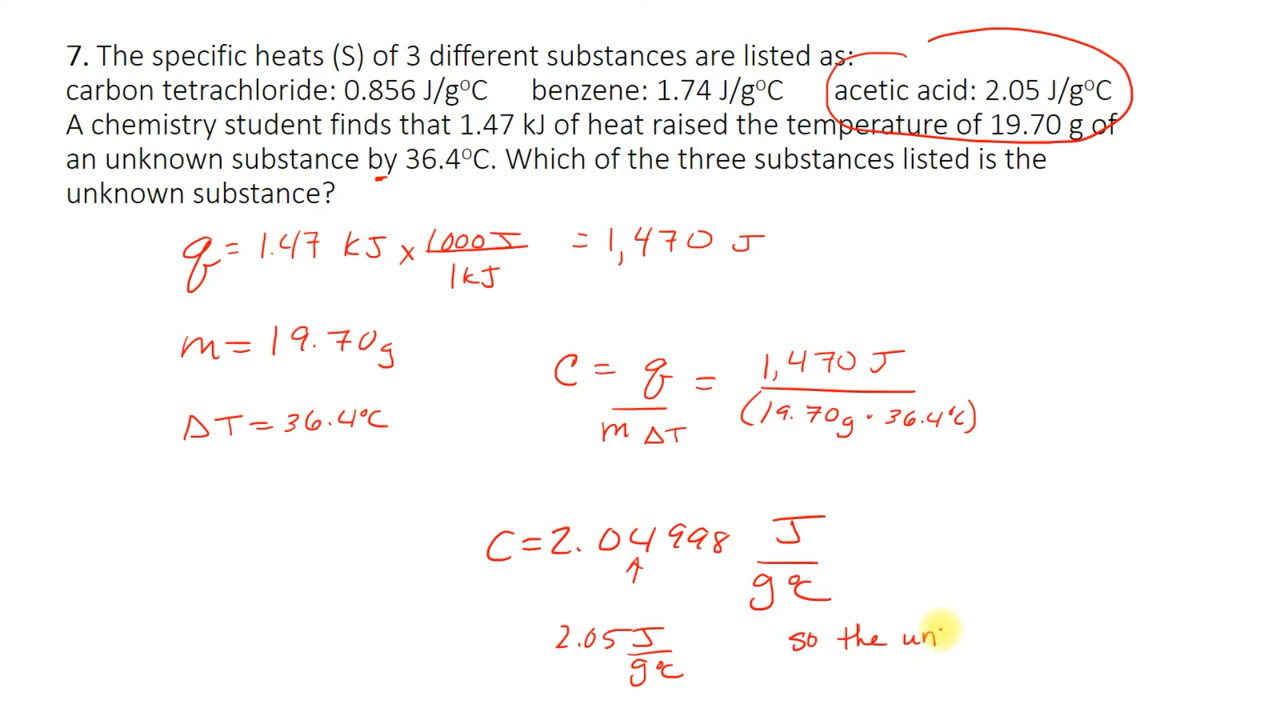 7. The specific heats (S) of 3 different substances are listed as:
carbon tetrachloride: 0.856 J/g°C benzene: 1.74 J/g°C acetic acid: 2.05 J/g°C
A chemistry student finds that 1.47 kJ of heat raised the temperature of 19.70 g of
an unknown substance by 36.4°C. Which of the three substances listed is the
unknown substance?
q = 1.47 kJ × 1000 J / 1 kJ = 1,470 J
m = 19.70g
C = q / m ΔT = 1,470 J / (19.70g · 36.4°C)
ΔT = 36.4°C
C = 2.04998 J / g°C
2.05 J / g°C so the un